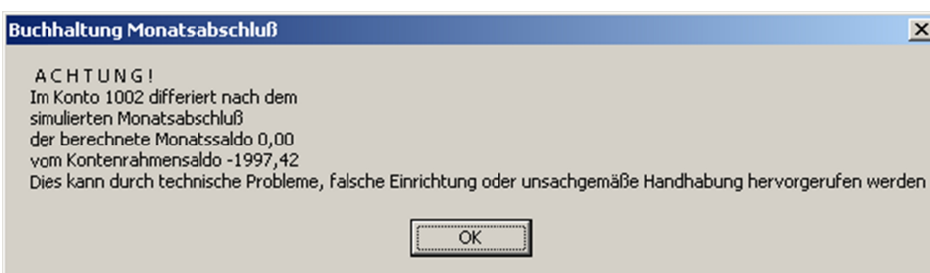 Buchhaltung Monatsabschluß
A C H T U N G !
Im Konto 1002 differiert nach dem
simulierten Monatsabschluß
der berechnete Monatssaldo 0,00
vom Kontenrahmensaldo -1997,42
Dies kann durch technische Probleme, falsche Einrichtung oder unsachgemäße Handhabung hervorgerufen werden
OK